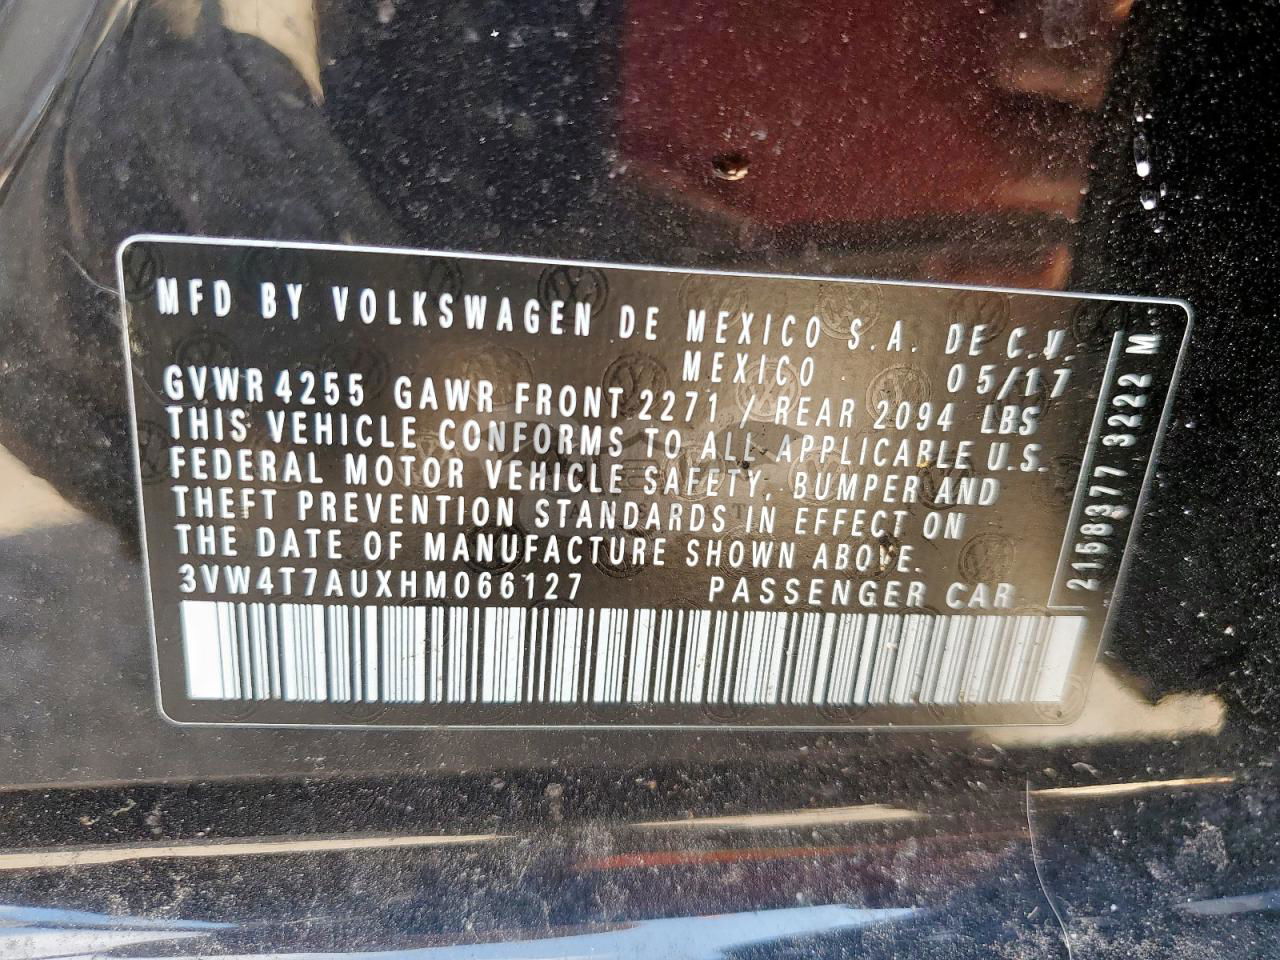 MFD BY VOLKSWAGEN DE MEXICO S.A. DE C.V.
MEXICO 05/17
GVWR 4255 GAWR FRONT 2271 / REAR 2094 LBS
THIS VEHICLE CONFORMS TO ALL APPLICABLE U.S.
FEDERAL MOTOR VEHICLE SAFETY, BUMPER AND
THEFT PREVENTION STANDARDS IN EFFECT ON
THE DATE OF MANUFACTURE SHOWN ABOVE.
3VW4T7AUXHM066127 PASSENGER CAR
2168377 3222 M